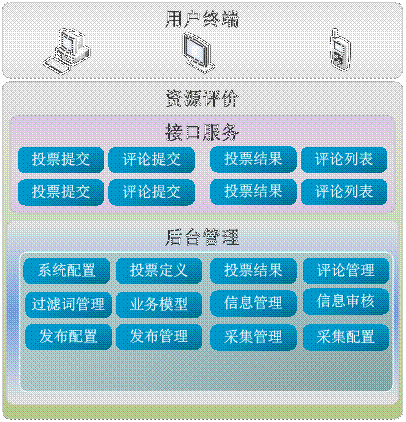 用户终端
资源评价
接口服务
投票提交 评论提交 投票结果 评论列表
投票提交 评论提交 投票结果 评论列表
后台管理
系统配置 投票定义 投票结果 评论管理
过滤词管理 业务模型 信息管理 信息审核
发布配置 发布管理 采集管理 采集配置